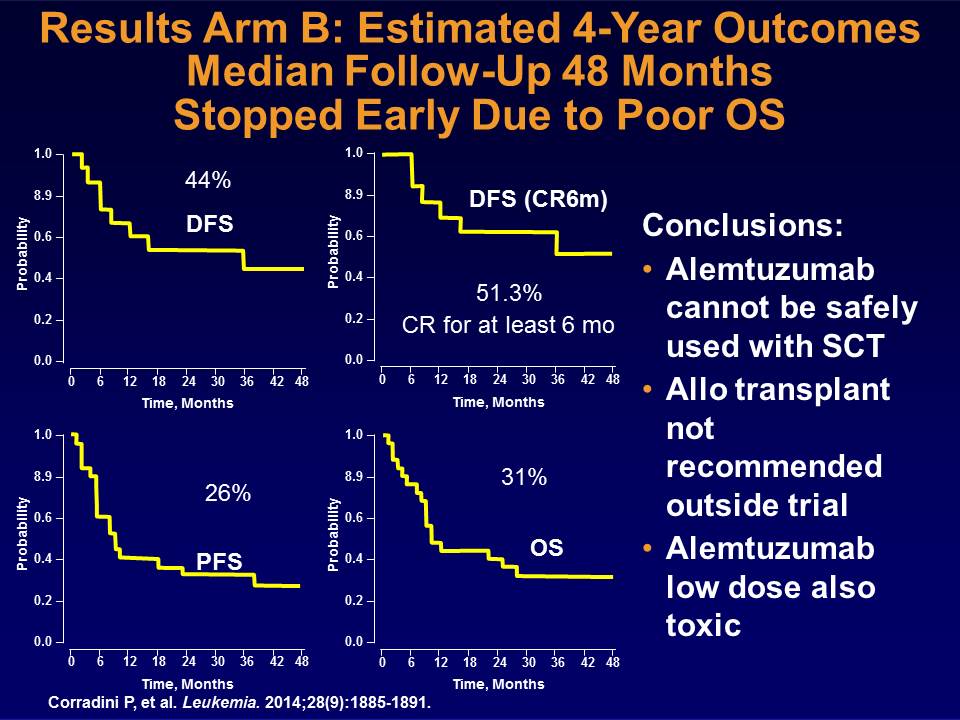 Results Arm B: Estimated 4-Year Outcomes
Median Follow-Up 48 Months
Stopped Early Due to Poor OS
1.0
8.9
0.6
0.4
0.2
0.0
Probability
44%
DFS
0 6 12 18 24 30 36 42 48
Time, Months
1.0
8.9
0.6
0.4
0.2
0.0
Probability
DFS (CR6m)
51.3%
CR for at least 6 mo
0 6 12 18 24 30 36 42 48
Time, Months
1.0
8.9
0.6
0.4
0.2
0.0
Probability
26%
PFS
0 6 12 18 24 30 36 42 48
Time, Months
1.0
8.9
0.6
0.4
0.2
0.0
Probability
31%
OS
0 6 12 18 24 30 36 42 48
Time, Months
Conclusions:
• Alemtuzumab
cannot be safely
used with SCT
• Allo transplant
not
recommended
outside trial
• Alemtuzumab
low dose also
toxic
Corradini P, et al. Leukemia. 2014;28(9):1885-1891.